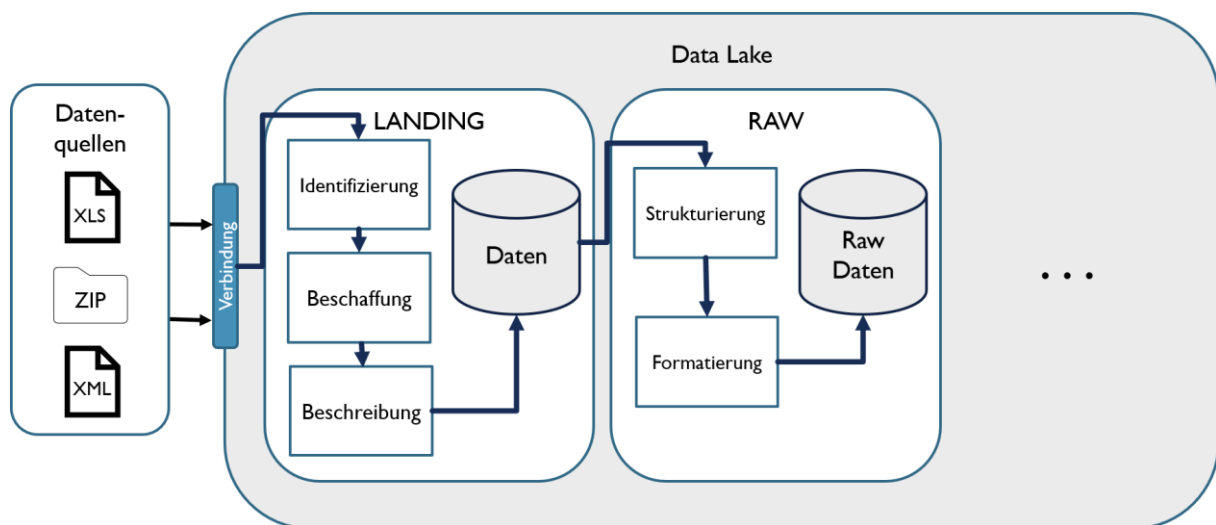 Data Lake
Daten-
quellen
XLS
ZIP
XML
Verbindung
LANDING
Identifizierung
Beschaffung
Beschreibung
Daten
RAW
Strukturierung
Formatierung
Raw
Daten
...